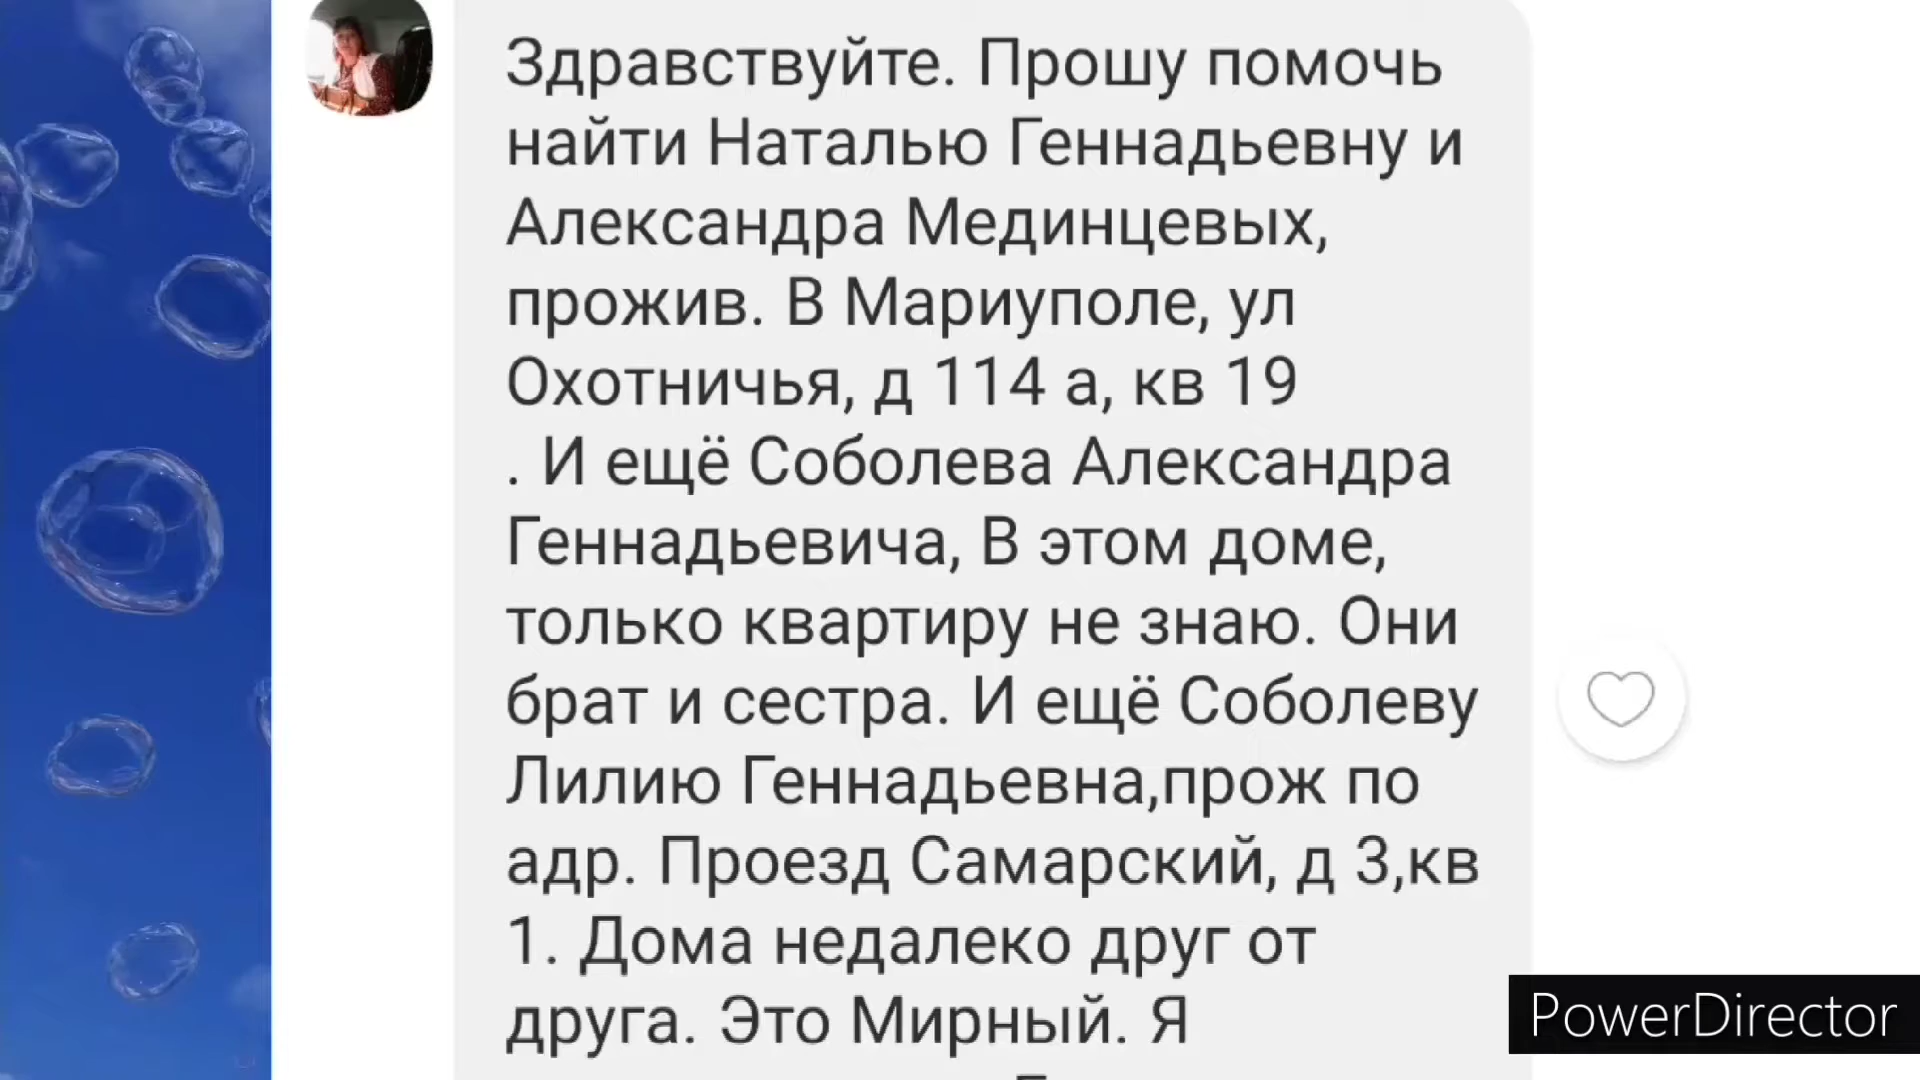 Здравствуйте. Прошу помочь
найти Наталью Геннадьевну и
Александра Мединцевых,
прожив. В Мариуполе, ул
Охотничья, д 114 а, кв 19
. И ещё Соболева Александра
Геннадьевича, В этом доме,
только квартиру не знаю. Они
брат и сестра. И ещё Соболеву
Лилию Геннадьевна,прож по
адр. Проезд Самарский, д 3,кв
1. Дома недалеко друг от
друга. Это Мирный. Я
PowerDirector